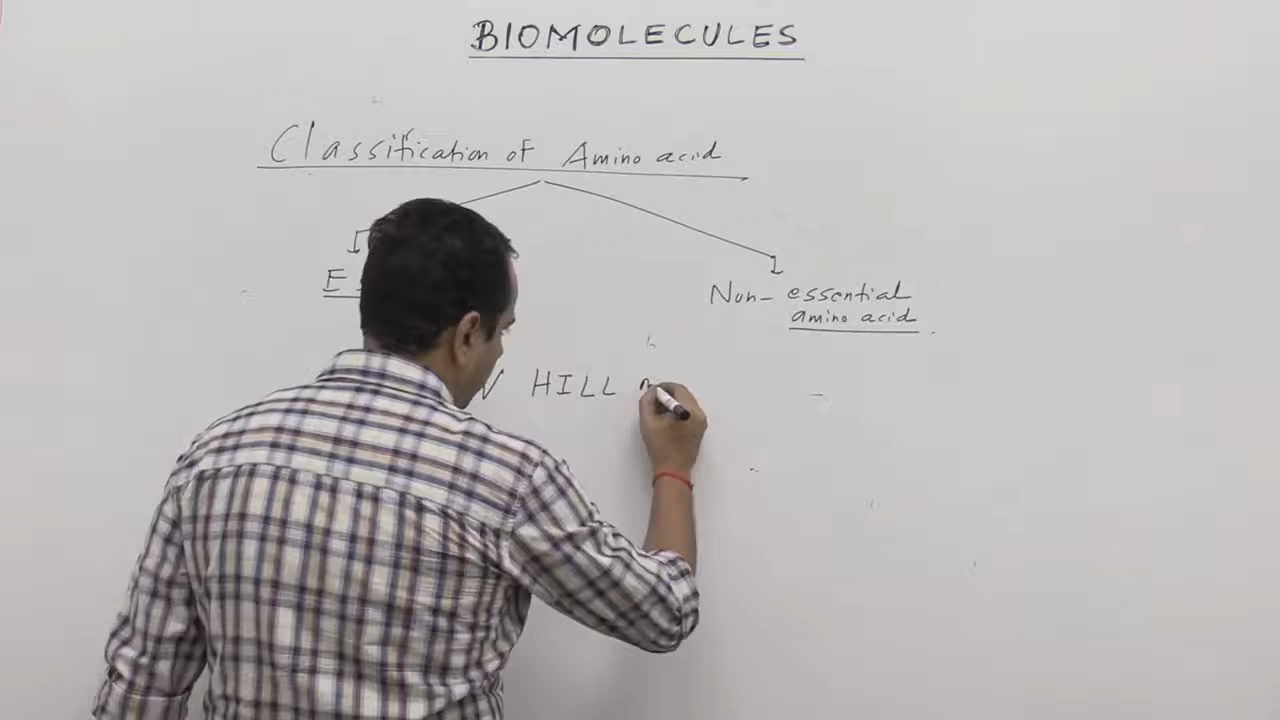 BIOMOLECULES
Classification of Amino acid
Non-essential
amino acid
HILL